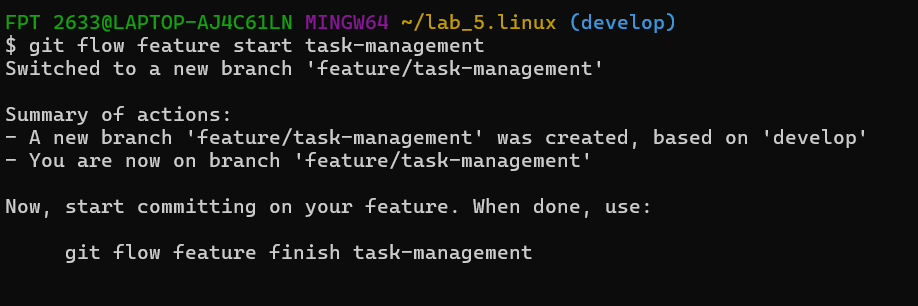 FPT 2633@LAPTOP-AJ4C61LN MINGW64 ~/lab_5.linux (develop)
$ git flow feature start task-management
Switched to a new branch 'feature/task-management'

Summary of actions:
- A new branch 'feature/task-management' was created, based on 'develop'
- You are now on branch 'feature/task-management'

Now, start committing on your feature. When done, use:

     git flow feature finish task-management